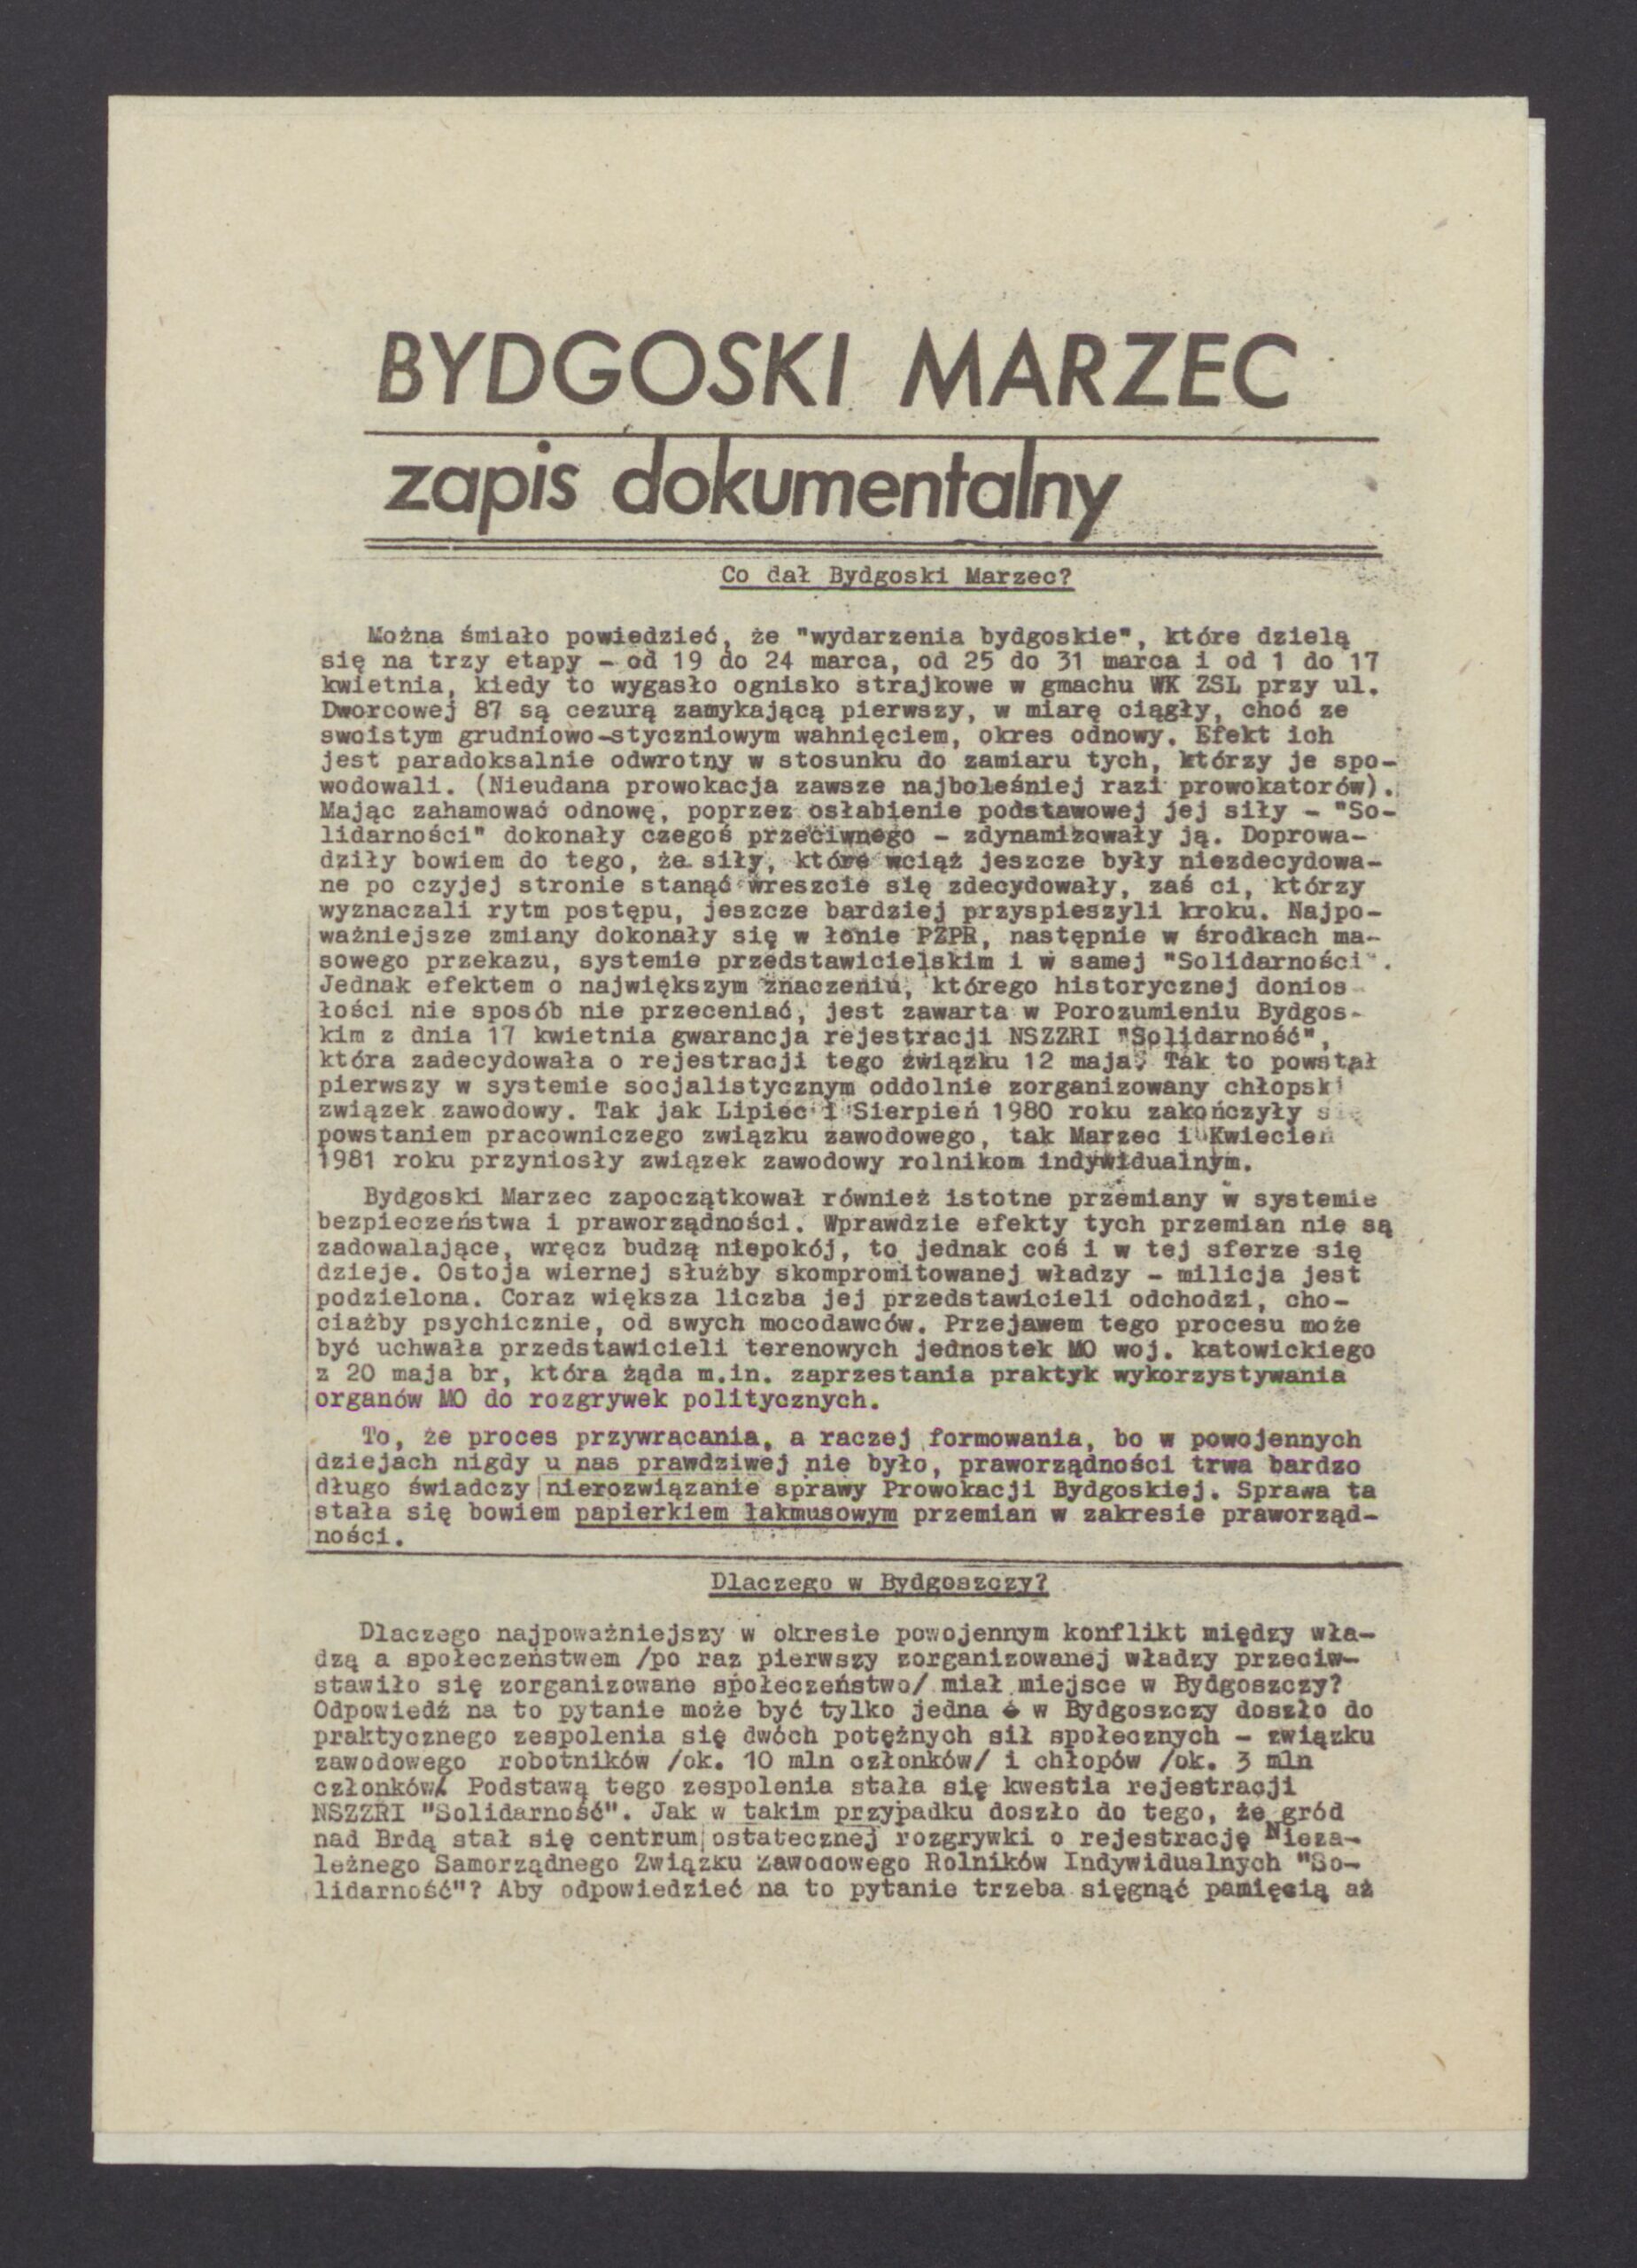 BYDGOSKI MARZEC
zapis dokumentalny
Co dał Bydgoski Marzec?
Można śmiało powiedzieć, że "wydarzenia bydgoskie", które dzielą
się na trzy etapy - od 19 do 24 marca, od 25 do 31 marca i od 1 do 17
kwietnia, kiedy to wygasło ognisko strajkowe w gmachu WK ZSL przy ul.
Dworcowej 87 są cezurą zamykającą pierwszy, w miarę ciągły, choć ze
swoistym grudniowo-styczniowym wahnięciem, okres odnowy. Efekt ich
jest paradoksalnie odwrotny w stosunku do zamiaru tych, którzy je spo-
wodowali. (Nieudana prowokacja zawsze najboleśniej razi prowokatorów).
Mając zahamować odnowę, poprzez osłabienie podstawowej jej siły - "So-
lidarności" dokonały czegoś przeciwnego - zdynamizowały ją. Doprowa-
dziły bowiem do tego, że siły, które wciąż jeszcze były niezdecydowa-
ne po czyjej stronie stanąć wreszcie się zdecydowały, zaś ci, którzy
wyznaczali rytm postępu, jeszcze bardziej przyspieszyli kroku. Najpo-
ważniejsze zmiany dokonały się w łonie PZPR, następnie w środkach ma-
sowego przekazu, systemie przedstawicielskim i w samej "Solidarności".
Jednak efektem o największym znaczeniu, którego historycznej donios-
łości nie sposób nie przeceniać, jest zawarta w Porozumieniu Bydgos-
kim z dnia 17 kwietnia gwarancja rejestracji NSZZRI "Solidarność",
która zadecydowała o rejestracji tego związku 12 maja. Tak to powstał
pierwszy w systemie socjalistycznym oddolnie zorganizowany chłopski
związek zawodowy. Tak jak Lipiec i Sierpień 1980 roku zakończyły się
powstaniem pracowniczego związku zawodowego, tak Marzec i Kwiecień
1981 roku przyniosły związek zawodowy rolnikom indywidualnym.
Bydgoski Marzec zapoczątkował również istotne przemiany w systemie
bezpieczeństwa i praworządności. Wprawdzie efekty tych przemian nie są
zadowalające, wręcz budzą niepokój, to jednak coś i w tej sferze się
dzieje. Ostoja wiernej służby skompromitowanej władzy - milicja jest
podzielona. Coraz większa liczba jej przedstawicieli odchodzi, cho-
ciażby psychicznie, od swych mocodawców. Przejawem tego procesu może
być uchwała przedstawicieli terenowych jednostek MO woj. katowickiego
z 20 maja br, która żąda m.in. zaprzestania praktyk wykorzystywania
organów MO do rozgrywek politycznych.
To, że proces przywracania, a raczej formowania, bo w powojennych
dziejach nigdy u nas prawdziwej nie było, praworządności trwa bardzo
długo świadczy nierozwiązanie sprawy Prowokacji Bydgoskiej. Sprawa ta
stała się bowiem papierkiem łakmusowym przemian w zakresie praworząd-
ności.
Dlaczego w Bydgoszczy?
Dlaczego najpoważniejszy w okresie powojennym konflikt między wła-
dzą a społeczeństwem /po raz pierwszy zorganizowanej władzy przeciw-
stawiło się zorganizowane społeczeństwo/ miał miejsce w Bydgoszczy?
Odpowiedź na to pytanie może być tylko jedna w Bydgoszczy doszło do
praktycznego zespolenia się dwóch potężnych sił społecznych - związku
zawodowego robotników /ok. 10 mln członków/ i chłopów /ok. 3 mln
członków/. Podstawą tego zespolenia stała się kwestia rejestracji
NSZZRI "Solidarność". Jak w takim przypadku doszło do tego, że gród
nad Brdą stał się centrum ostatecznej rozgrywki o rejestrację Nieza-
leżnego Samorządnego Związku Zawodowego Rolników Indywidualnych "So-
lidarność"? Aby odpowiedzieć na to pytanie trzeba sięgnąć pamięcią aż